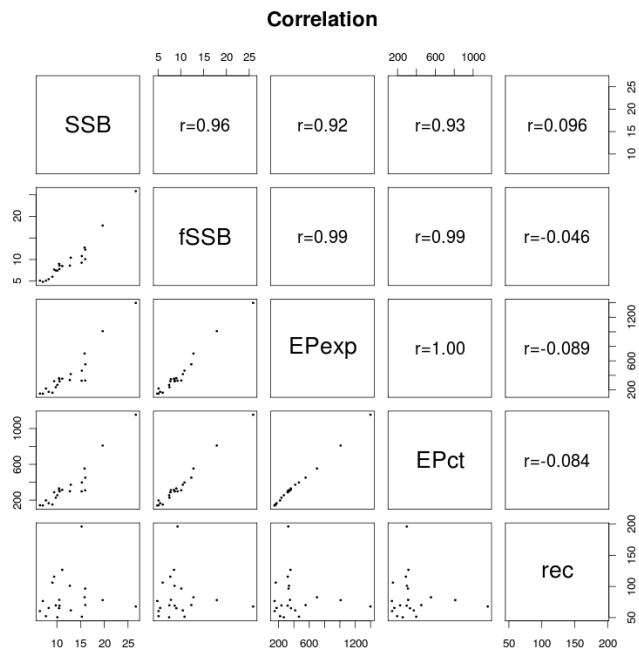 Correlation
5 10 15 20 25
200 600 1000
SSB
r=0.96
r=0.92
r=0.93
r=0.096
10 15 20 25
5 10 20
fSSB
r=0.99
r=0.99
r=-0.046
EPexp
r=1.00
r=-0.089
200 600 1200
200 600 1000
EPct
r=-0.084
rec
50 100 150 200
10 15 20 25
200 600 1400
50 100 150 200